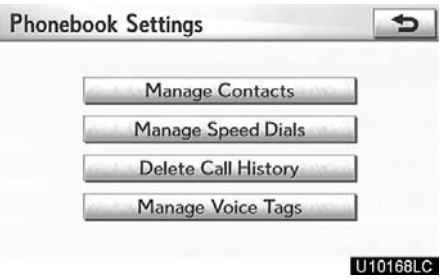 Phonebook Settings
Manage Contacts
Manage Speed Dials
Delete Call History
Manage Voice Tags
U10168LC